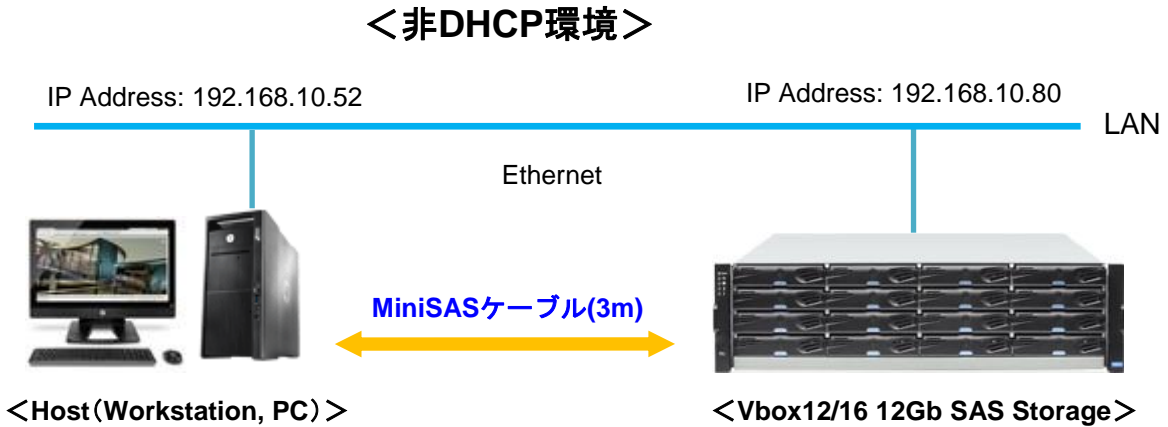 ＜非DHCP環境＞
IP Address: 192.168.10.52
IP Address: 192.168.10.80
LAN
Ethernet
MiniSASケーブル(3m)
＜Host（Workstation, PC）＞
＜Vbox12/16 12Gb SAS Storage＞